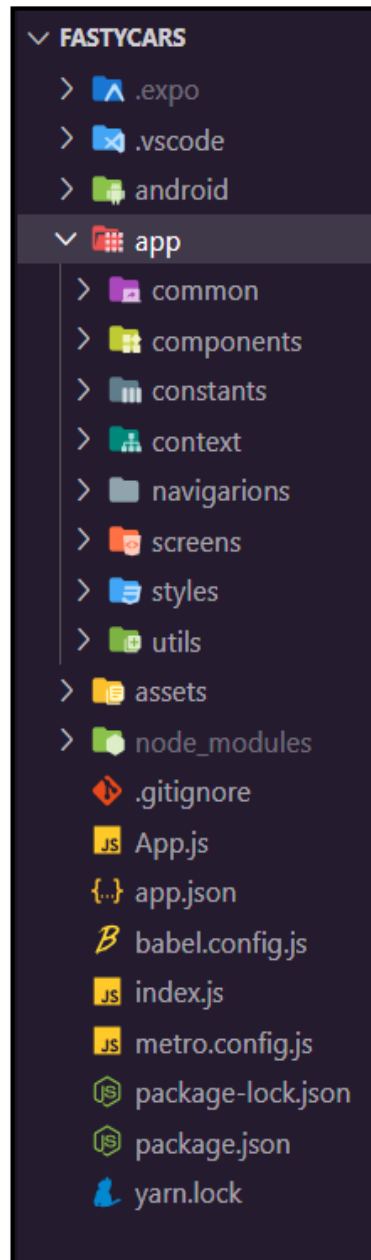 FASTYCARS
.expo
.vscode
android
app
common
components
constants
context
navigarions
screens
styles
utils
assets
node_modules
.gitignore
App.js
app.json
babel.config.js
index.js
metro.config.js
package-lock.json
package.json
yarn.lock